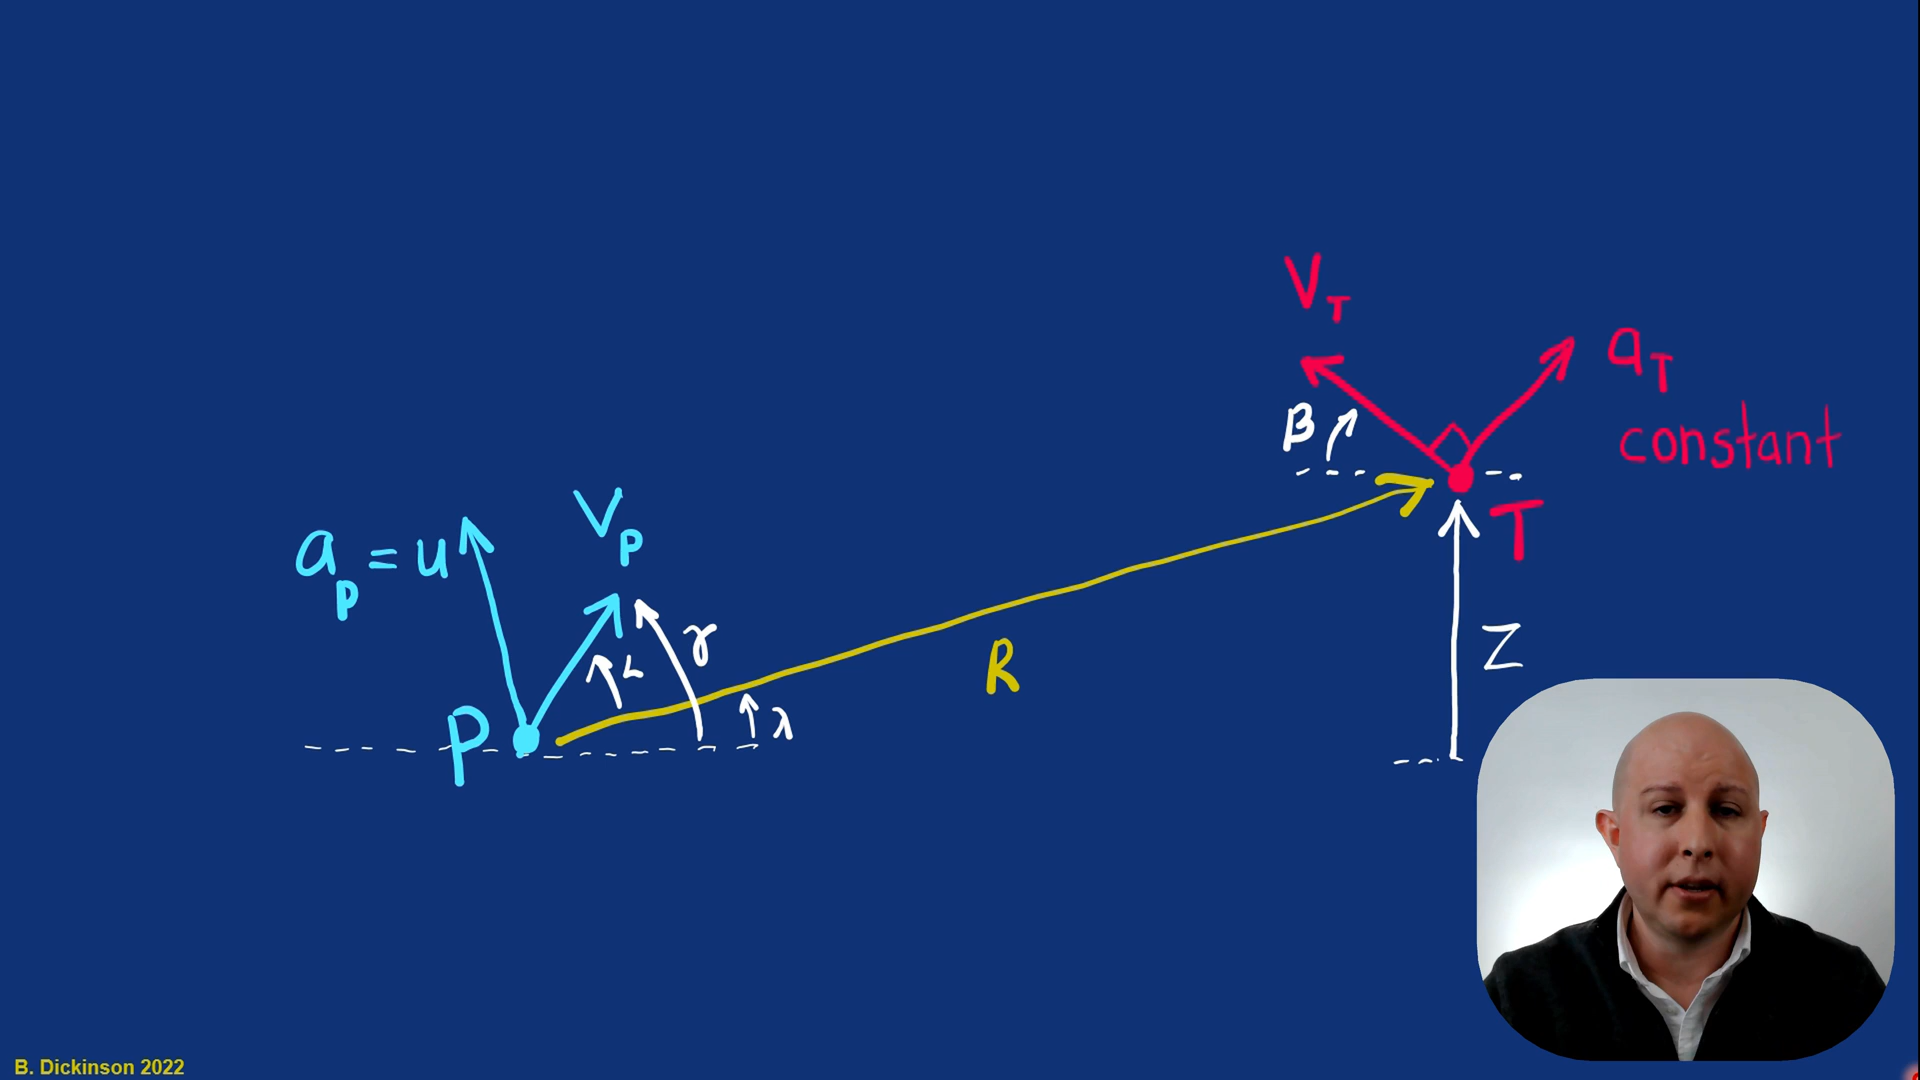 V_T
a_T
constant
β
T
V_P
a_P = u
γ
L
R
Z
λ
P
B. Dickinson 2022